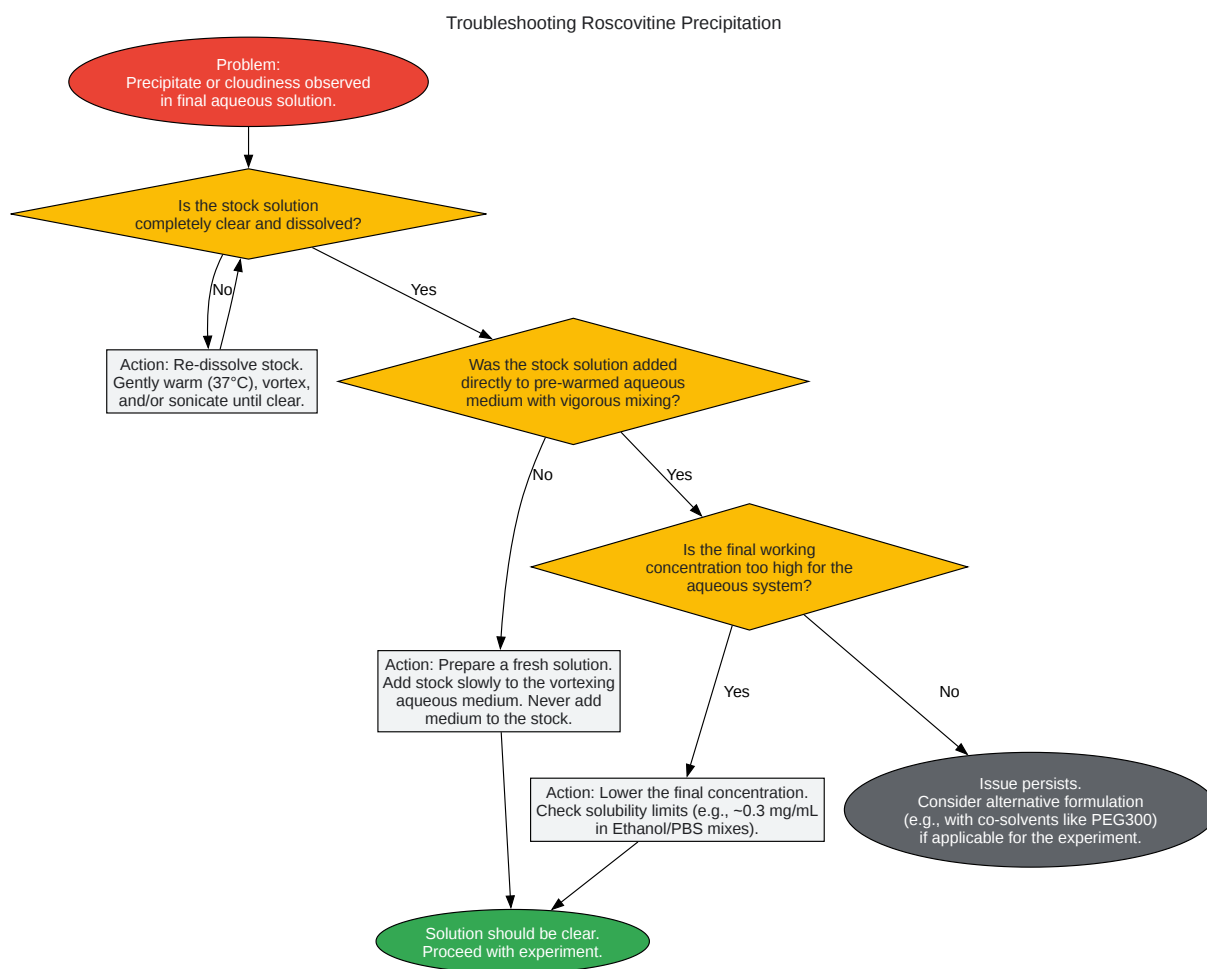 Troubleshooting Roscovitine Precipitation
Problem:
Precipitate or cloudiness observed
in final aqueous solution.
Is the stock solution
completely clear and dissolved?
No
Yes
Action: Re-dissolve stock.
Gently warm (37°C), vortex,
and/or sonicate until clear.
Was the stock solution added
directly to pre-warmed aqueous
medium with vigorous mixing?
No
Yes
Is the final working
concentration too high for the
aqueous system?
Action: Prepare a fresh solution.
Add stock slowly to the vortexing
aqueous medium. Never add
medium to the stock.
Yes
No
Action: Lower the final concentration.
Check solubility limits (e.g., ~0.3 mg/mL
in Ethanol/PBS mixes).
Issue persists.
Consider alternative formulation
(e.g., with co-solvents like PEG300)
if applicable for the experiment.
Solution should be clear.
Proceed with experiment.